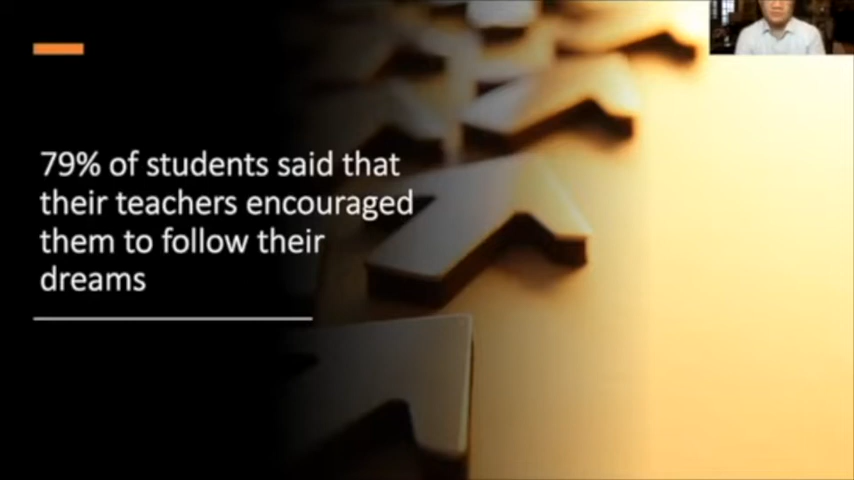 79% of students said that
their teachers encouraged
them to follow their
dreams